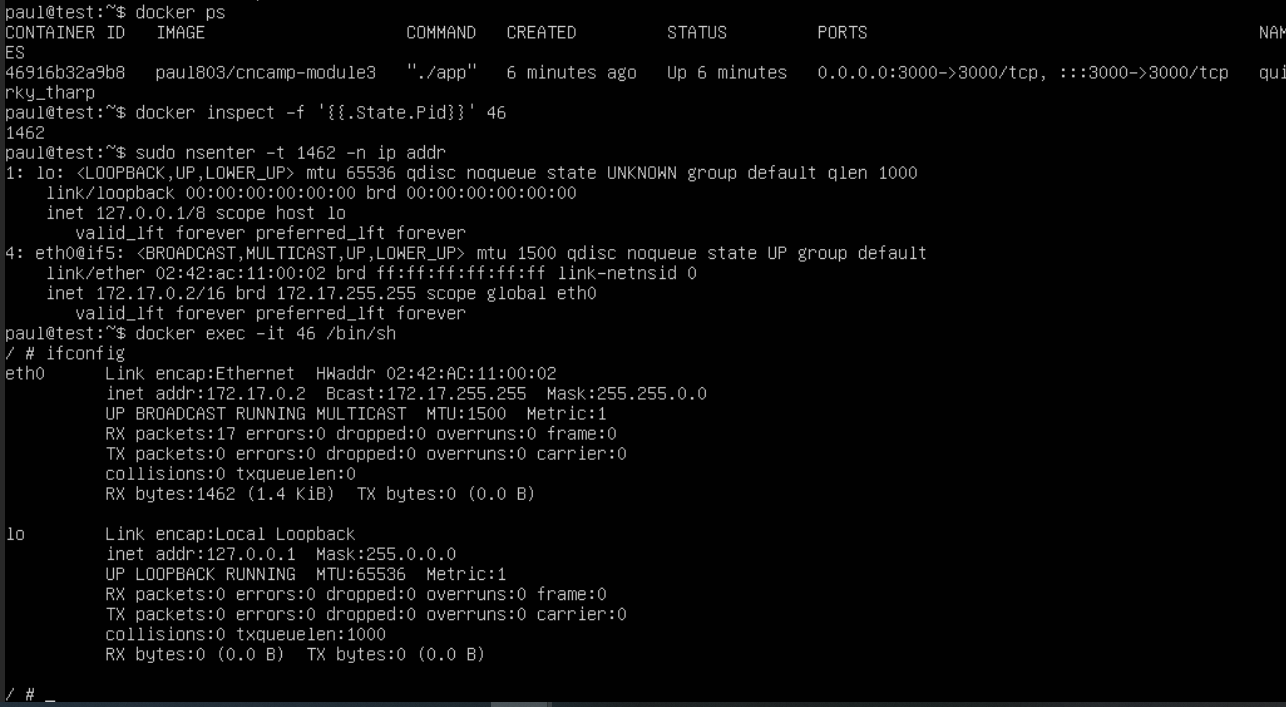 paul@test:~$ docker ps
CONTAINER ID   IMAGE                    COMMAND   CREATED         STATUS         PORTS                                       NAM
ES
46916b32a9b8   paul803/cncamp-module3   "./app"   6 minutes ago   Up 6 minutes   0.0.0.0:3000->3000/tcp, :::3000->3000/tcp   qui
rky_tharp
paul@test:~$ docker inspect -f '{{.State.Pid}}' 46
1462
paul@test:~$ sudo nsenter -t 1462 -n ip addr
1: lo: <LOOPBACK,UP,LOWER_UP> mtu 65536 qdisc noqueue state UNKNOWN group default qlen 1000
    link/loopback 00:00:00:00:00:00 brd 00:00:00:00:00:00
    inet 127.0.0.1/8 scope host lo
       valid_lft forever preferred_lft forever
4: eth0@if5: <BROADCAST,MULTICAST,UP,LOWER_UP> mtu 1500 qdisc noqueue state UP group default
    link/ether 02:42:ac:11:00:02 brd ff:ff:ff:ff:ff:ff link-netnsid 0
    inet 172.17.0.2/16 brd 172.17.255.255 scope global eth0
       valid_lft forever preferred_lft forever
paul@test:~$ docker exec -it 46 /bin/sh
/ # ifconfig
eth0      Link encap:Ethernet  HWaddr 02:42:AC:11:00:02
          inet addr:172.17.0.2  Bcast:172.17.255.255  Mask:255.255.0.0
          UP BROADCAST RUNNING MULTICAST  MTU:1500  Metric:1
          RX packets:17 errors:0 dropped:0 overruns:0 frame:0
          TX packets:0 errors:0 dropped:0 overruns:0 carrier:0
          collisions:0 txqueuelen:0
          RX bytes:1462 (1.4 KiB)  TX bytes:0 (0.0 B)

lo        Link encap:Local Loopback
          inet addr:127.0.0.1  Mask:255.0.0.0
          UP LOOPBACK RUNNING  MTU:65536  Metric:1
          RX packets:0 errors:0 dropped:0 overruns:0 frame:0
          TX packets:0 errors:0 dropped:0 overruns:0 carrier:0
          collisions:0 txqueuelen:1000
          RX bytes:0 (0.0 B)  TX bytes:0 (0.0 B)

/ # _